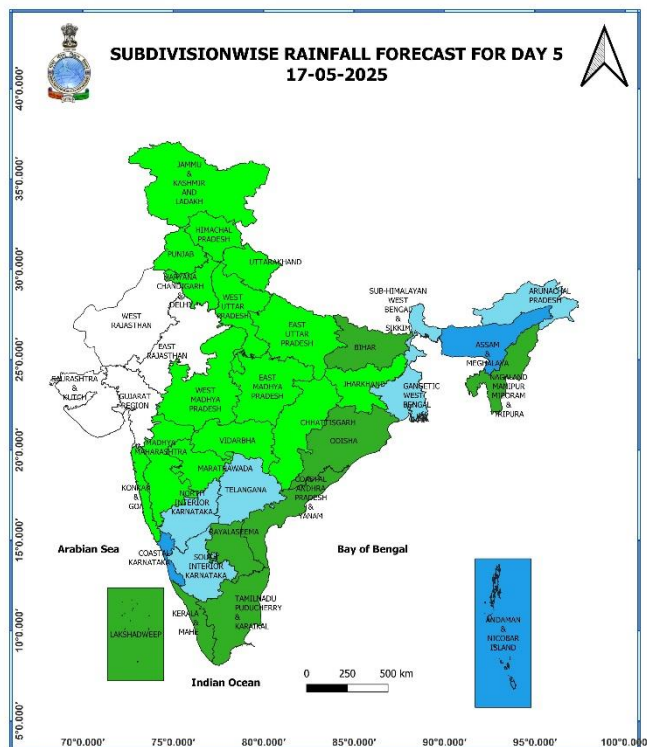 SUBDIVISIONWISE RAINFALL FORECAST FOR DAY 5
17-05-2025
40°0.000'
35°0.000'
30°0.000'
25°0.000'
20°0.000'
15°0.000'
10°0.000'
5°0.000'
JAMMU
&
KASHMIR
AND
LADAKH
HIMACHAL
PRADESH
PUNJAB
UTTARAKHAND
HARYANA
CHANDIGARH
&
DELHI
WEST
UTTAR
PRADESH
WEST
RAJASTHAN
EAST
RAJASTHAN
EAST
UTTAR
PRADESH
SUB-HIMALAYAN
WEST
BENGAL
&
SIKKIM
ARUNACHAL
PRADESH
BIHAR
ASSAM
&
MEGHALAYA
NAGALAND
MANIPUR
MIZORAM
&
TRIPURA
SAURASHTRA
&
KUTCH
GUJARAT
REGION
WEST
MADHYA
PRADESH
EAST
MADHYA
PRADESH
JHARKHAND
GANGETIC
WEST
BENGAL
CHHATTISGARH
ODISHA
MADHYA
MAHARASHTRA
VIDARBHA
MARATHWADA
KONKAN
&
GOA
NORTH
INTERIOR
KARNATAKA
TELANGANA
COASTAL
ANDHRA
PRADESH
&
YANAM
RAYALASEEMA
Arabian Sea
COASTAL
KARNATAKA
SOUTH
INTERIOR
KARNATAKA
Bay of Bengal
TAMILNADU
PUDUCHERRY
&
KARAIKAL
KERALA
&
MAHE
LAKSHADWEEP
ANDAMAN
&
NICOBAR
ISLAND
Indian Ocean
0 250 500 km
70°0.000' 75°0.000' 80°0.000' 85°0.000' 90°0.000' 95°0.000' 100°0.000'